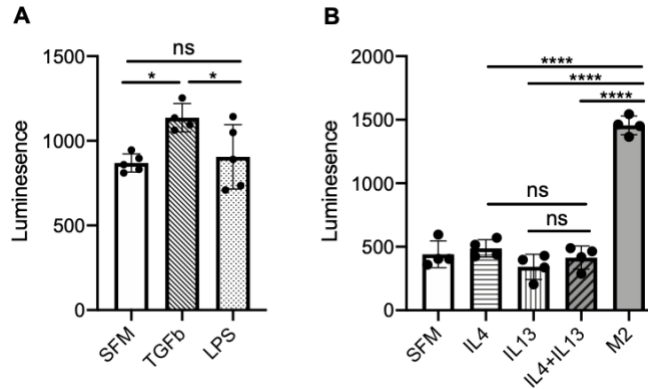 A
Luminesence
1500
1000
500
0
ns
*
*
SFM
TGFb
LPS
B
Luminesence
2000
1500
1000
500
0
****
****
****
ns
ns
SFM
IL4
IL13
IL4+IL13
M2